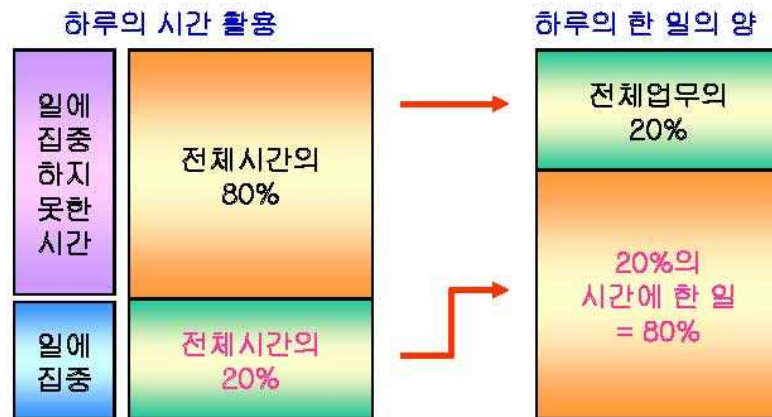 하루의 시간 활용
하루의 한 일의 양
일에
집중
하지
못한
시간
전체시간의
80%
전체업무의
20%
일에
집중
전체시간의
20%
20%의
시간에 한 일
= 80%